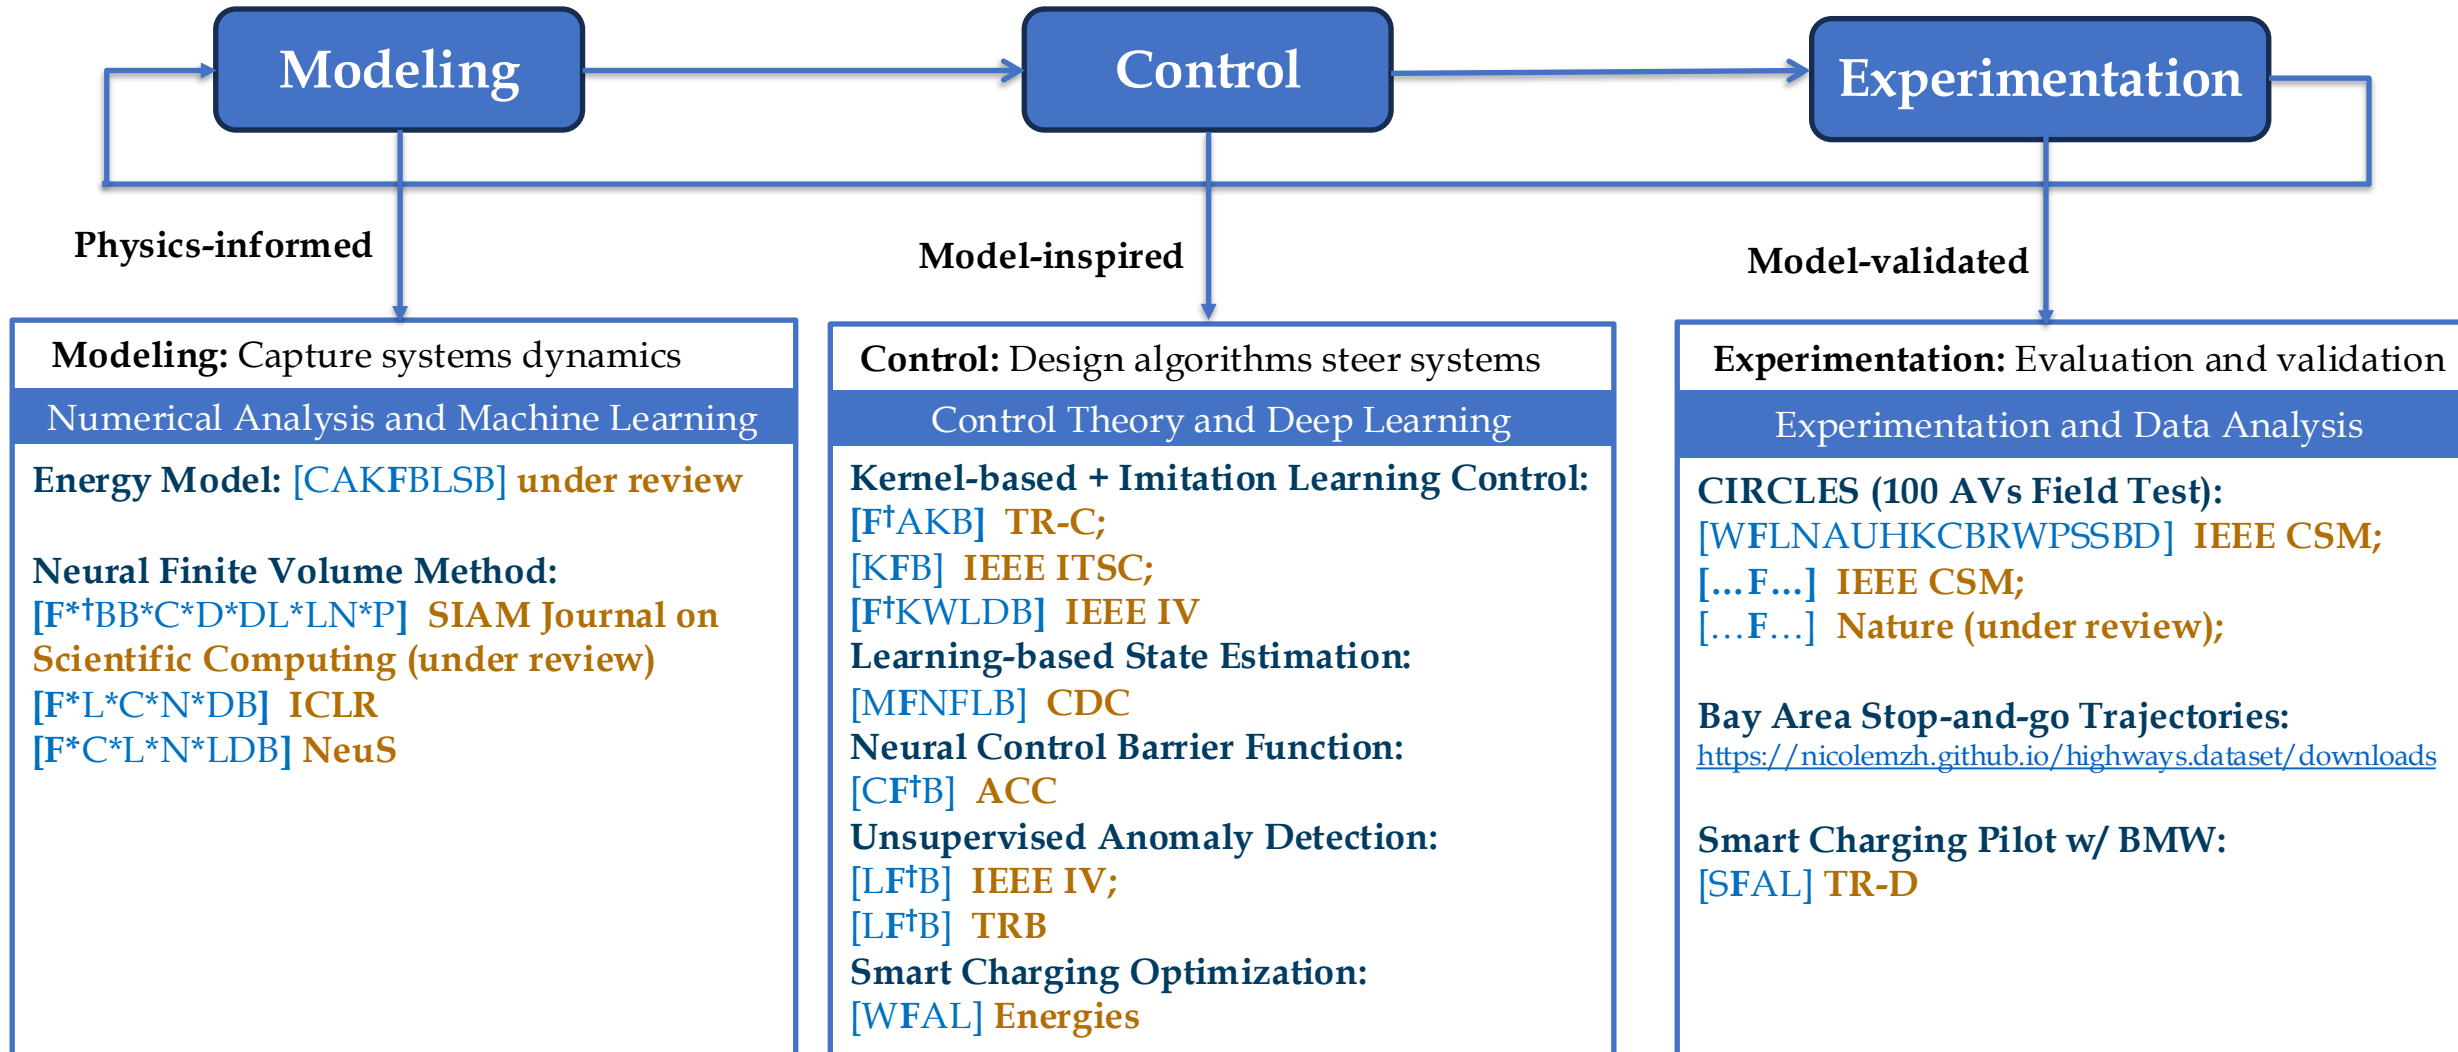 Modeling
Control
Experimentation
Physics-informed
Model-inspired
Model-validated
Modeling: Capture systems dynamics
Numerical Analysis and Machine Learning
Energy Model: [CAKFBLSB] under review
Neural Finite Volume Method:
[F*†BB*C*D*DL*LN*P] SIAM Journal on
Scientific Computing (under review)
[F*L*C*N*DB] ICLR
[F*C*L*N*LDB] NeuS
Control: Design algorithms steer systems
Control Theory and Deep Learning
Kernel-based + Imitation Learning Control:
[F†AKB] TR-C;
[KFB] IEEE ITSC;
[F†KWLDB] IEEE IV
Learning-based State Estimation:
[MFNFLB] CDC
Neural Control Barrier Function:
[CF†B] ACC
Unsupervised Anomaly Detection:
[LF†B] IEEE IV;
[LF†B] TRB
Smart Charging Optimization:
[WFAL] Energies
Experimentation: Evaluation and validation
Experimentation and Data Analysis
CIRCLES (100 AVs Field Test):
[WFLNAUHKCBRWPSSBD] IEEE CSM;
[…F…] IEEE CSM;
[…F…] Nature (under review);
Bay Area Stop-and-go Trajectories:
https://nicolemzh.github.io/highways.dataset/downloads
Smart Charging Pilot w/ BMW:
[SFAL] TR-D